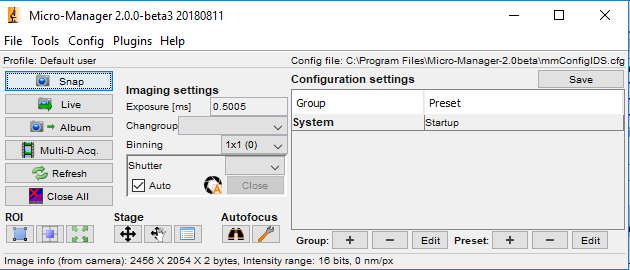 Micro-Manager 2.0.0-beta3 20180811
File Tools Config Plugins Help
Profile: Default user
Config file: C:\Program Files\Micro-Manager-2.0beta\mmConfigIDS.cfg
Snap
Live
Album
Multi-D Acq.
Refresh
Close All
Imaging settings
Exposure [ms] 0.5005
Changroup
Binning 1x1 (0)
Shutter
Auto Close
Configuration settings Save
Group Preset
System Startup
ROI Stage Autofocus
Group: + - Edit Preset: + - Edit
Image info (from camera): 2456 X 2054 X 2 bytes, Intensity range: 16 bits, 0 nm/px